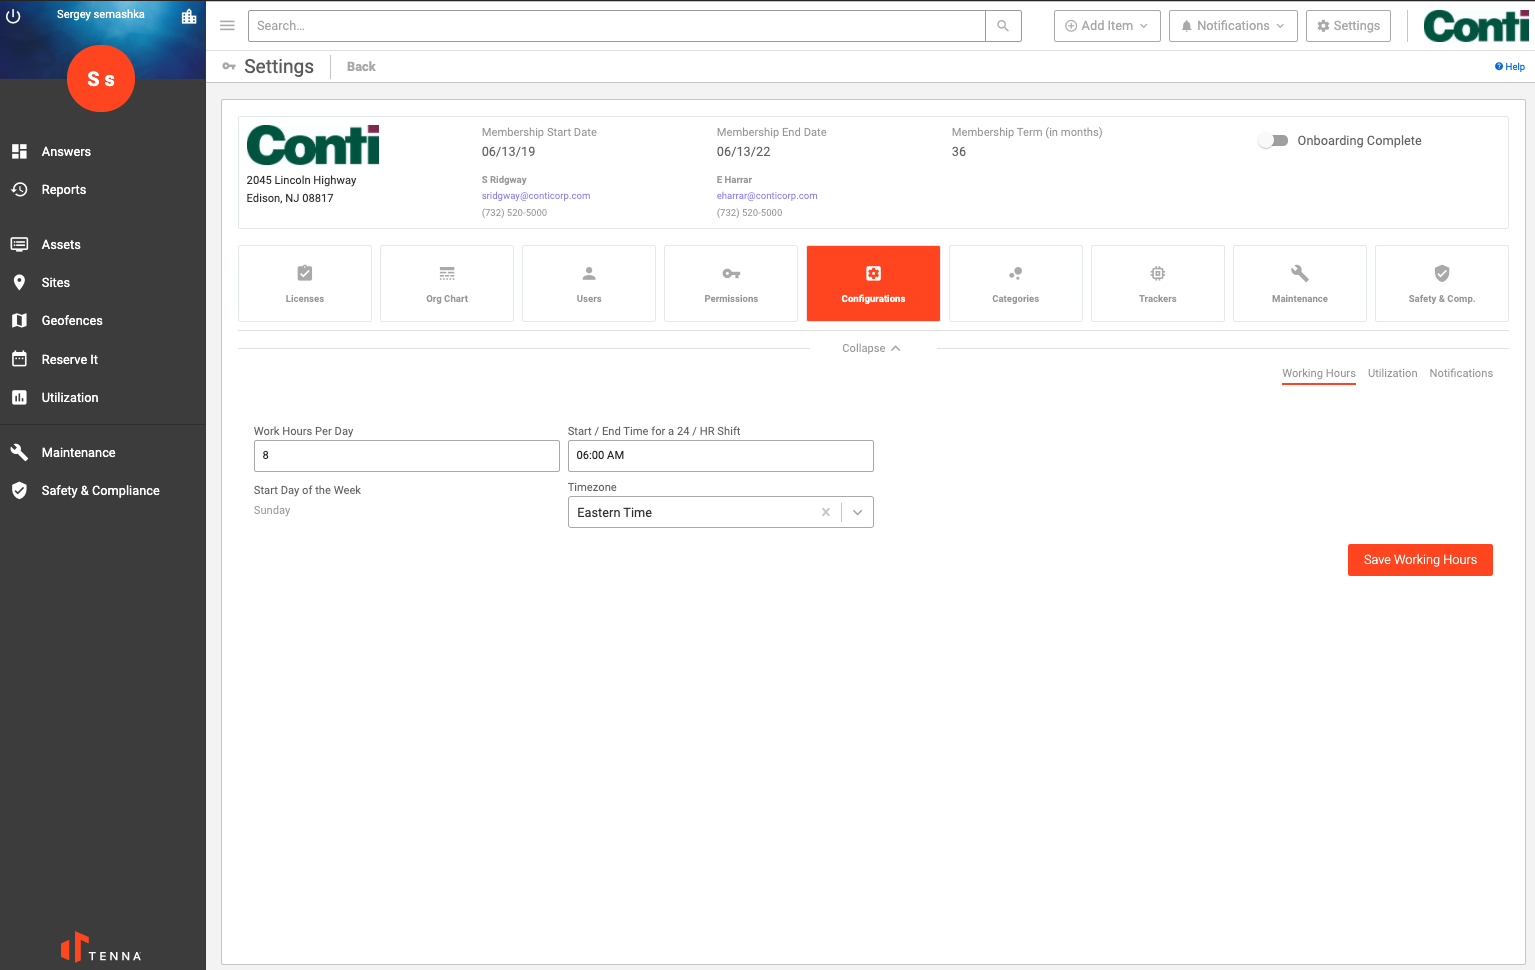 Sergey semashka
S s
Answers
Reports
Assets
Sites
Geofences
Reserve It
Utilization
Maintenance
Safety & Compliance
TENNA
Search...
Add Item
Notifications
Settings
Conti
Settings
Back
Help
Conti
2045 Lincoln Highway
Edison, NJ 08817
Membership Start Date
06/13/19
S Ridgway
sridgway@conticorp.com
(732) 520-5000
Membership End Date
06/13/22
E Harrar
eharrar@conticorp.com
(732) 520-5000
Membership Term (in months)
36
Onboarding Complete
Licenses
Org Chart
Users
Permissions
Configurations
Categories
Trackers
Maintenance
Safety & Comp.
Collapse
Working Hours
Utilization
Notifications
Work Hours Per Day
8
Start / End Time for a 24 / HR Shift
06:00 AM
Start Day of the Week
Sunday
Timezone
Eastern Time
Save Working Hours